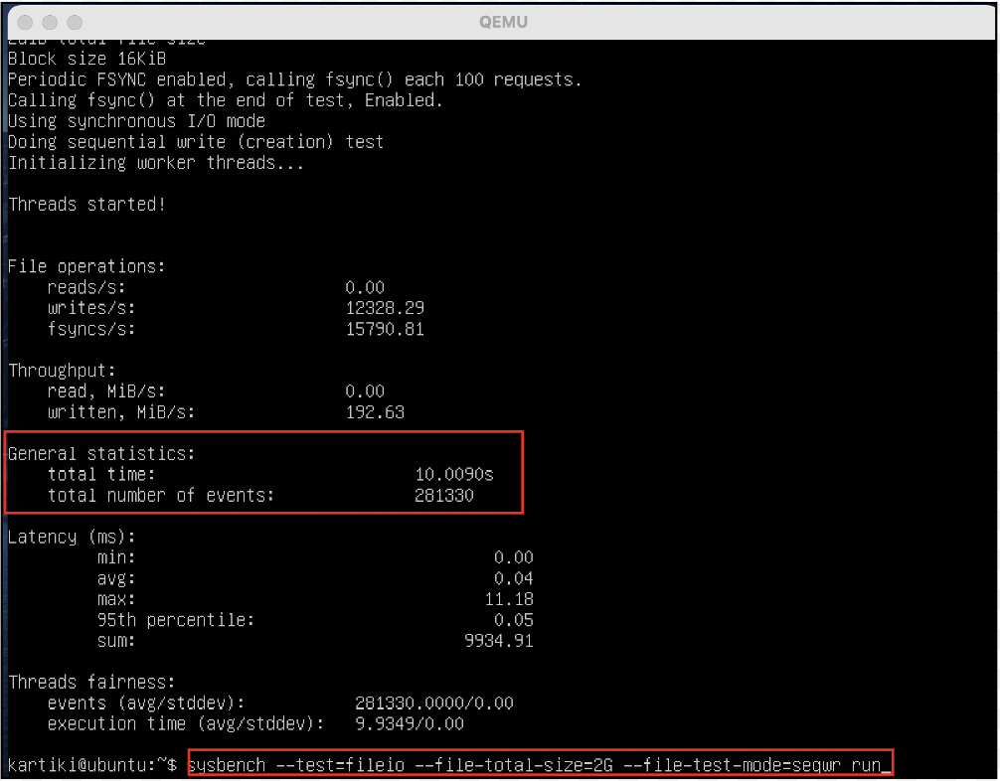 QEMU
2GiB total file size
Block size 16KiB
Periodic FSYNC enabled, calling fsync() each 100 requests.
Calling fsync() at the end of test, Enabled.
Using synchronous I/O mode
Doing sequential write (creation) test
Initializing worker threads...
Threads started!
File operations:
reads/s: 0.00
writes/s: 12328.29
fsyncs/s: 15790.81
Throughput:
read, MiB/s: 0.00
written, MiB/s: 192.63
General statistics:
total time: 10.0090s
total number of events: 281330
Latency (ms):
min: 0.00
avg: 0.04
max: 11.18
95th percentile: 0.05
sum: 9934.91
Threads fairness:
events (avg/stddev): 281330.0000/0.00
execution time (avg/stddev): 9.9349/0.00
kartiki@ubuntu:~$ sysbench --test=fileio --file-total-size=2G --file-test-mode=seqwr run_